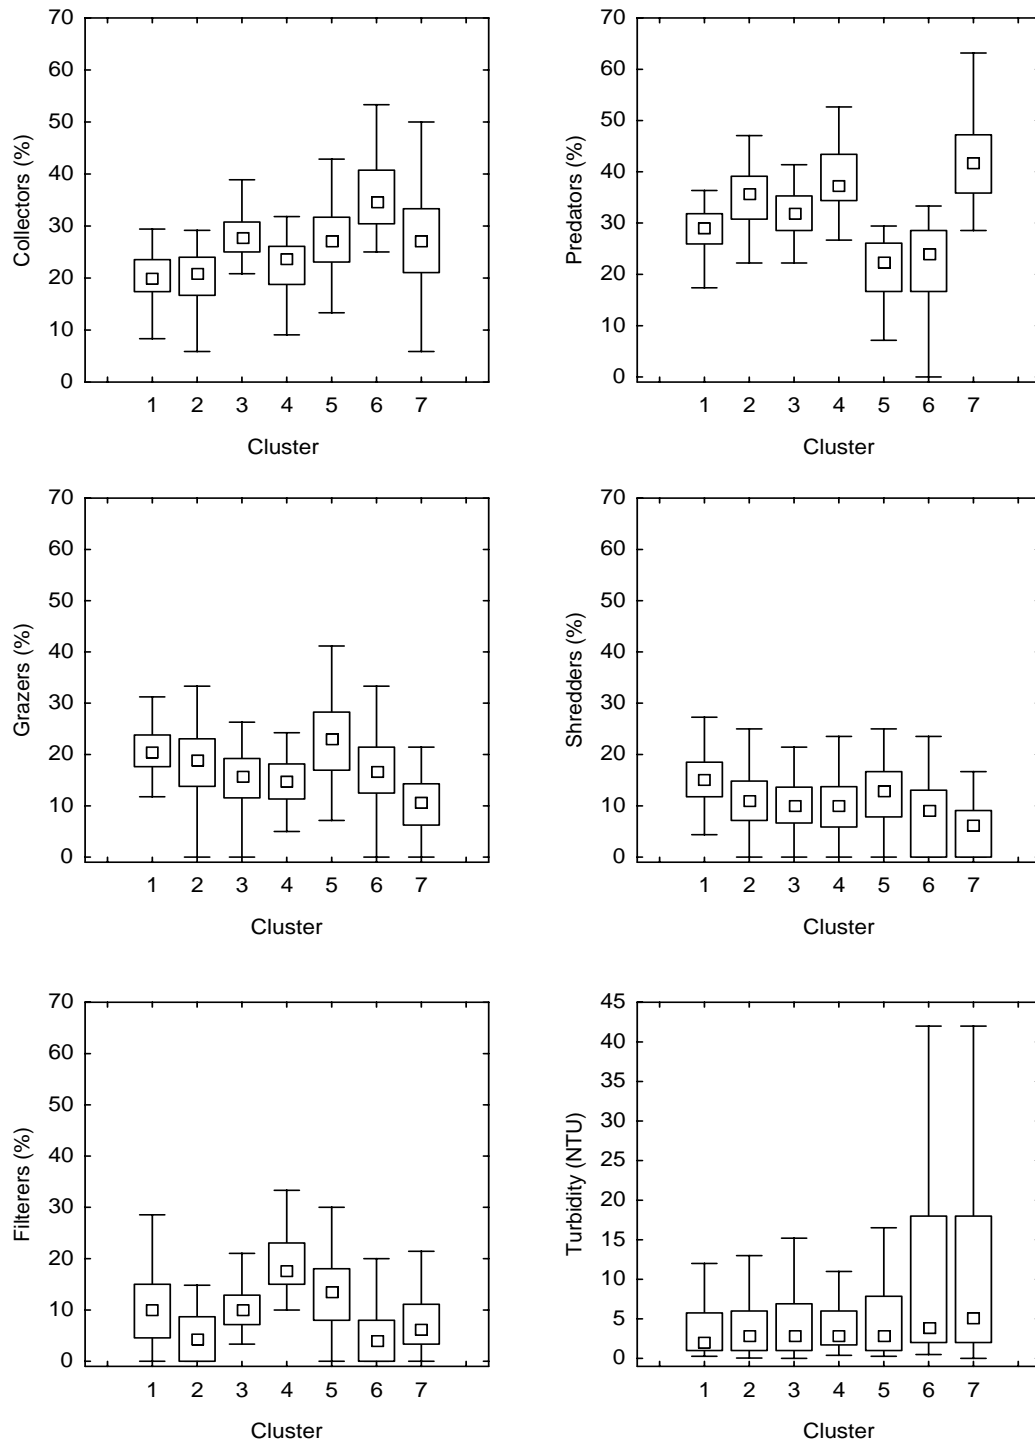 70
60
50
40
30
20
10
0
Collectors (%)
1 2 3 4 5 6 7
Cluster
70
60
50
40
30
20
10
0
Predators (%)
1 2 3 4 5 6 7
Cluster
70
60
50
40
30
20
10
0
Grazers (%)
1 2 3 4 5 6 7
Cluster
70
60
50
40
30
20
10
0
Shredders (%)
1 2 3 4 5 6 7
Cluster
70
60
50
40
30
20
10
0
Filterers (%)
1 2 3 4 5 6 7
Cluster
45
40
35
30
25
20
15
10
5
0
Turbidity (NTU)
1 2 3 4 5 6 7
Cluster